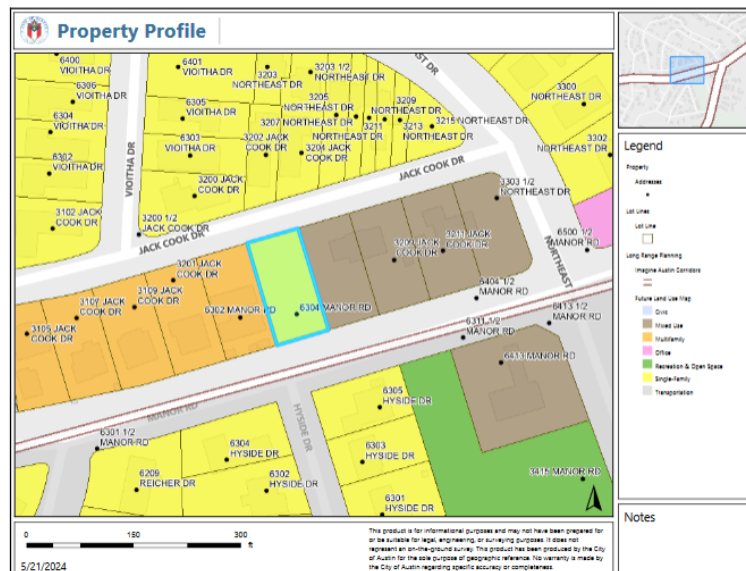 Property Profile
6400
VIOITHA DR
6401
VIOITHA DR
3203
NORTHEAST DR
3203 1/2
NORTHEAST DR
6306
VIOITHA DR
6304
VIOITHA DR
6305
VIOITHA DR
3205
NORTHEAST DR
3207 NORTHEAST DR
3209
NORTHEAST DR
3211
3213
NORTHEAST DR
3215 NORTHEAST DR
3300
NORTHEAST DR
3302
NORTHEAST DR
6302
VIOITHA DR
6303
VIOITHA DR
3202 JACK
COOK DR
3204 JACK
COOK DR
VIOITHA DR
3200 JACK
COOK DR
JACK COOK DR
3102 JACK
COOK DR
3200 1/2
JACK COOK DR
JACK COOK DR
3303 1/2
NORTHEAST DR
3201 JACK
COOK DR
3211 JACK
COOK DR
NORTHEAST
6500 1/2
MANOR RD
3109 JACK
COOK DR
3107 JACK
COOK DR
3105 JACK
COOK DR
6302 MANOR RD
6304 MANOR RD
6404 1/2
MANOR RD
6311 1/2
MANOR RD
6413 1/2
MANOR RD
6413 MANOR RD
MANOR RD
6301 1/2
MANOR RD
HYSIDE DR
6305
HYSIDE DR
6304
HYSIDE DR
6303
HYSIDE DR
6209
REICHER DR
6302
HYSIDE DR
6301
HYSIDE DR
3415 MANOR RD
Legend
Property
Addresses
Lot Lines
Lot Line
Long Range Planning
Imagine Austin Corridors
Future Land Use Map
Civic
Mixed Use
Multifamily
Office
Recreation & Open Space
Single-Family
Transportation
Notes
0 150 300
ft
5/21/2024
This product is for informational purposes and may not have been prepared for
or be suitable for legal, engineering, or surveying purposes. It does not
represent an on-the-ground survey. This product has been produced by the City
of Austin for the sole purpose of geographic reference. No warranty is made by
the City of Austin regarding specific accuracy or completeness.